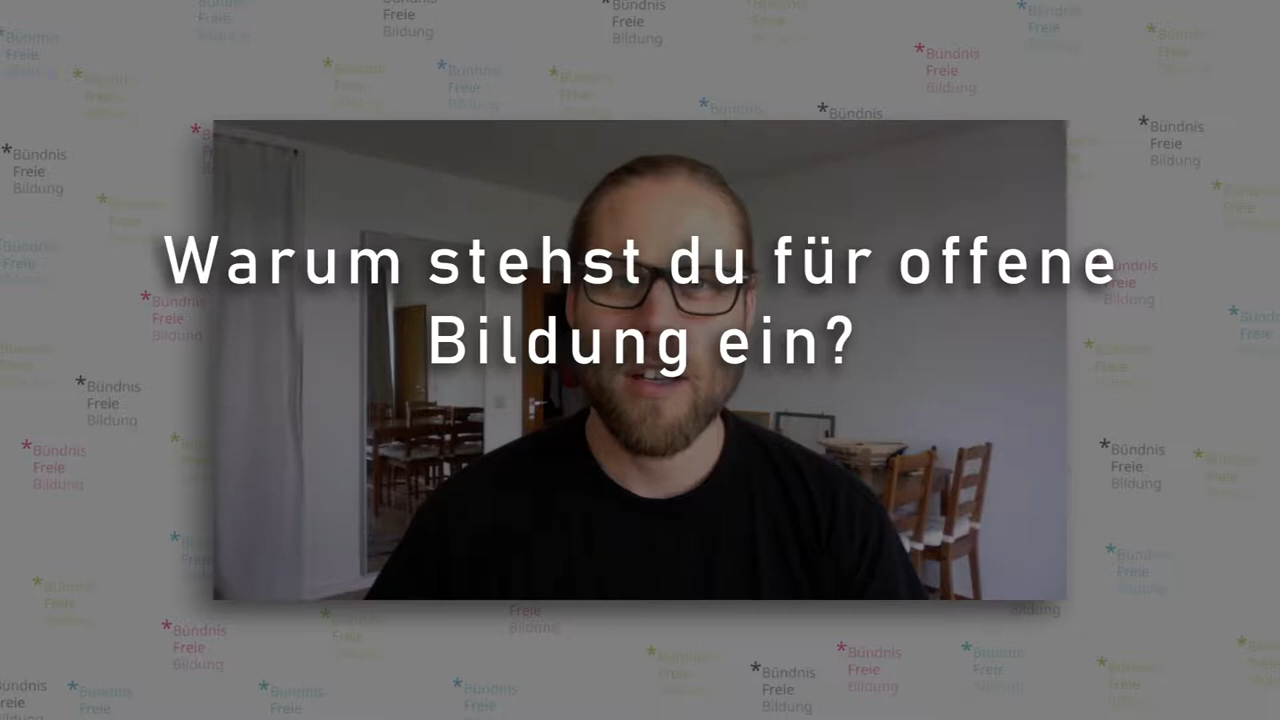 Warum stehst du für offene
Bildung ein?
*Bündnis
Freie
Bildung